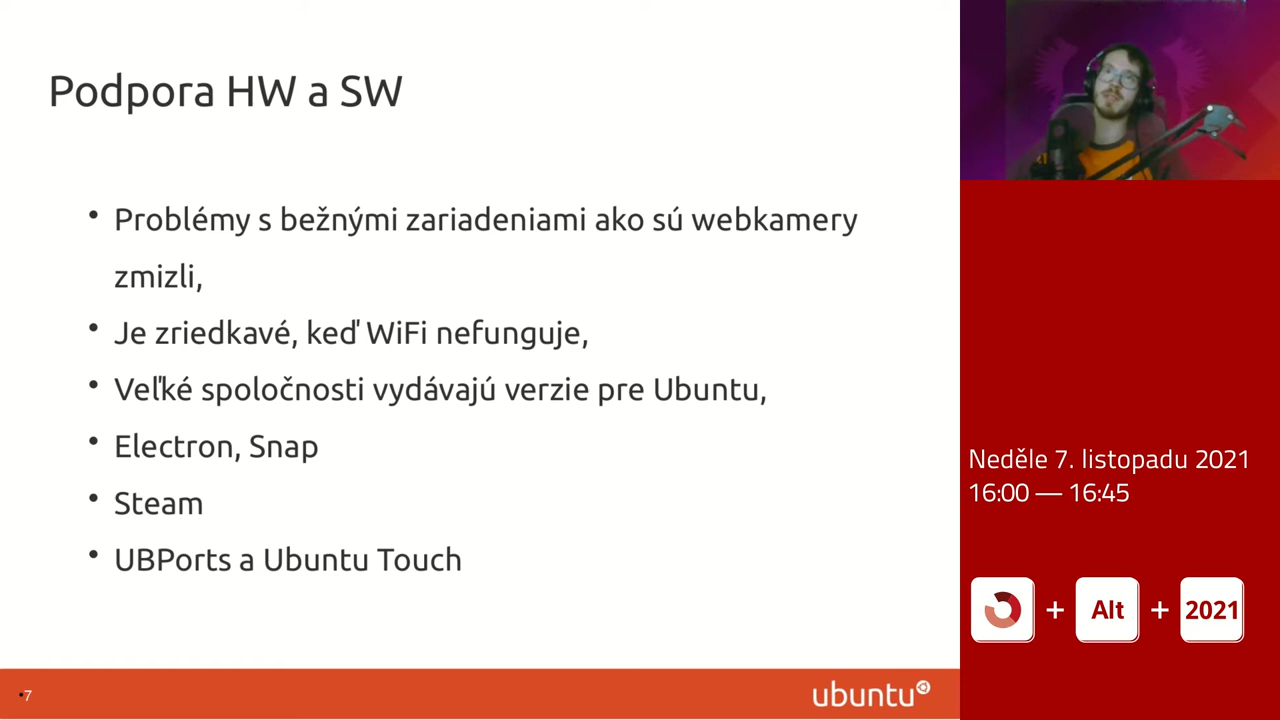 Podpora HW a SW
• Problémy s bežnými zariadeniami ako sú webkamery
zmizli,
• Je zriedkavé, keď WiFi nefunguje,
• Veľké spoločnosti vydávajú verzie pre Ubuntu,
• Electron, Snap
• Steam
• UBPorts a Ubuntu Touch
•7
ubuntu
Neděle 7. listopadu 2021
16:00 — 16:45
+ Alt + 2021